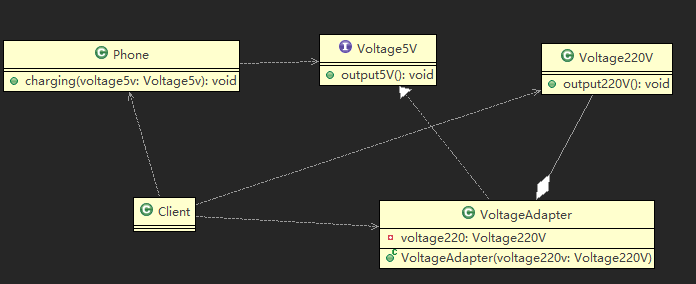 Phone
charging(voltage5v: Voltage5v): void
I
Voltage5V
output5V(): void
C
Voltage220V
output220V(): void
C
Client
C
VoltageAdapter
voltage220: Voltage220V
C
VoltageAdapter(voltage220v: Voltage220V)